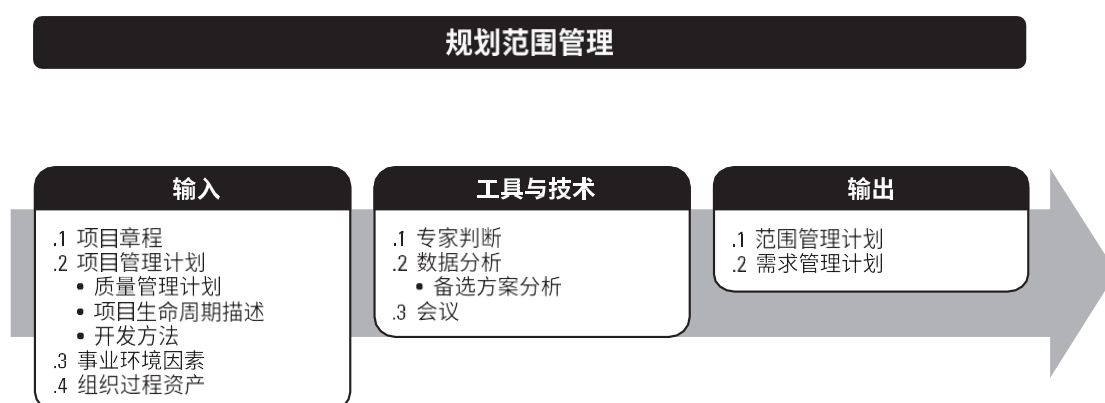 规划范围管理
输入
.1 项目章程
.2 项目管理计划
• 质量管理计划
• 项目生命周期描述
• 开发方法
.3 事业环境因素
.4 组织过程资产
工具与技术
.1 专家判断
.2 数据分析
• 备选方案分析
.3 会议
输出
.1 范围管理计划
.2 需求管理计划